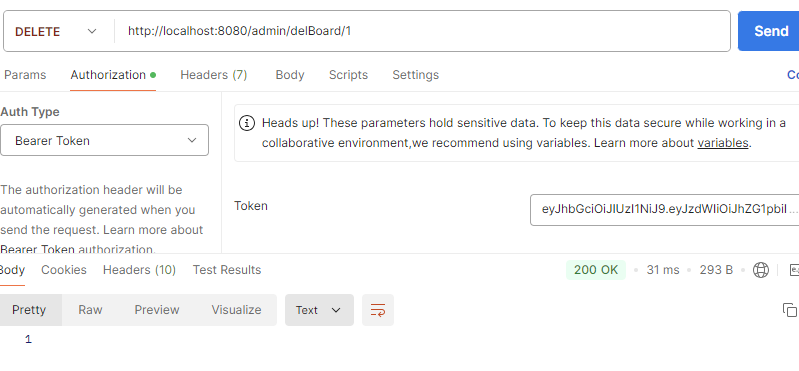 DELETE http://localhost:8080/admin/delBoard/1 Send
Params Authorization Headers (7) Body Scripts Settings
Auth Type
Bearer Token
Heads up! These parameters hold sensitive data. To keep this data secure while working in a
collaborative environment,we recommend using variables. Learn more about variables.
The authorization header will be
automatically generated when you
send the request. Learn more about
Bearer Token authorization.
Token
Body Cookies Headers (10) Test Results 200 OK 31 ms 293 B
Pretty Raw Preview Visualize Text
1